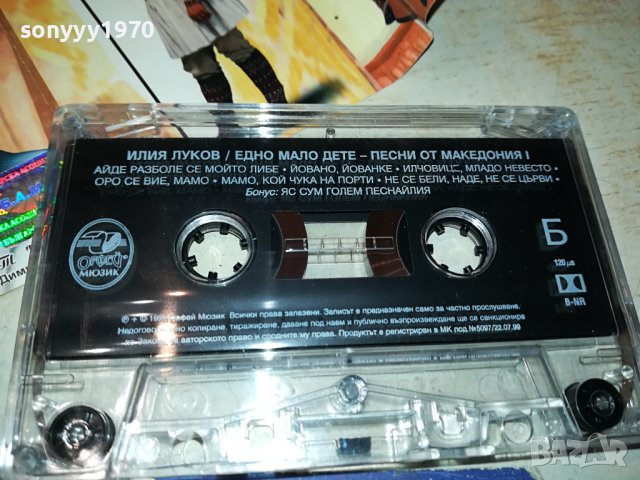 sonyyy1970
ИЛИЯ ЛУКОВ / ЕДНО МАЛО ДЕТЕ – ПЕСНИ ОТ МАКЕДОНИЯ I
АЙДЕ РАЗБОЛЕ СЕ МОЙТО ЛИБЕ • ЙОВАНО, ЙОВАНКЕ • ИЛЧОВИЦЕ, МЛАДО НЕВЕСТО •
ОРО СЕ ВИЕ, МАМО • МАМО, КОЙ ЧУКА НА ПОРТИ • НЕ СЕ БЕЛИ, НАДЕ, НЕ СЕ ЦЪРВИ •
Бонус: ЯС СУМ ГОЛЕМ ПЕСНАЙЛИЯ
Орфей
МЮЗИК
Б
120 µs
B-NR
Мюзик. Всички права запазени. Записът е предназначен само за частно прослушване.
копиране, тиражиране, даване под наем и публично възпроизвеждане ще се санкционира
авторското право и сродните му права. Продуктът е регистриран в МК под №5097/22.07.99
BAZAR